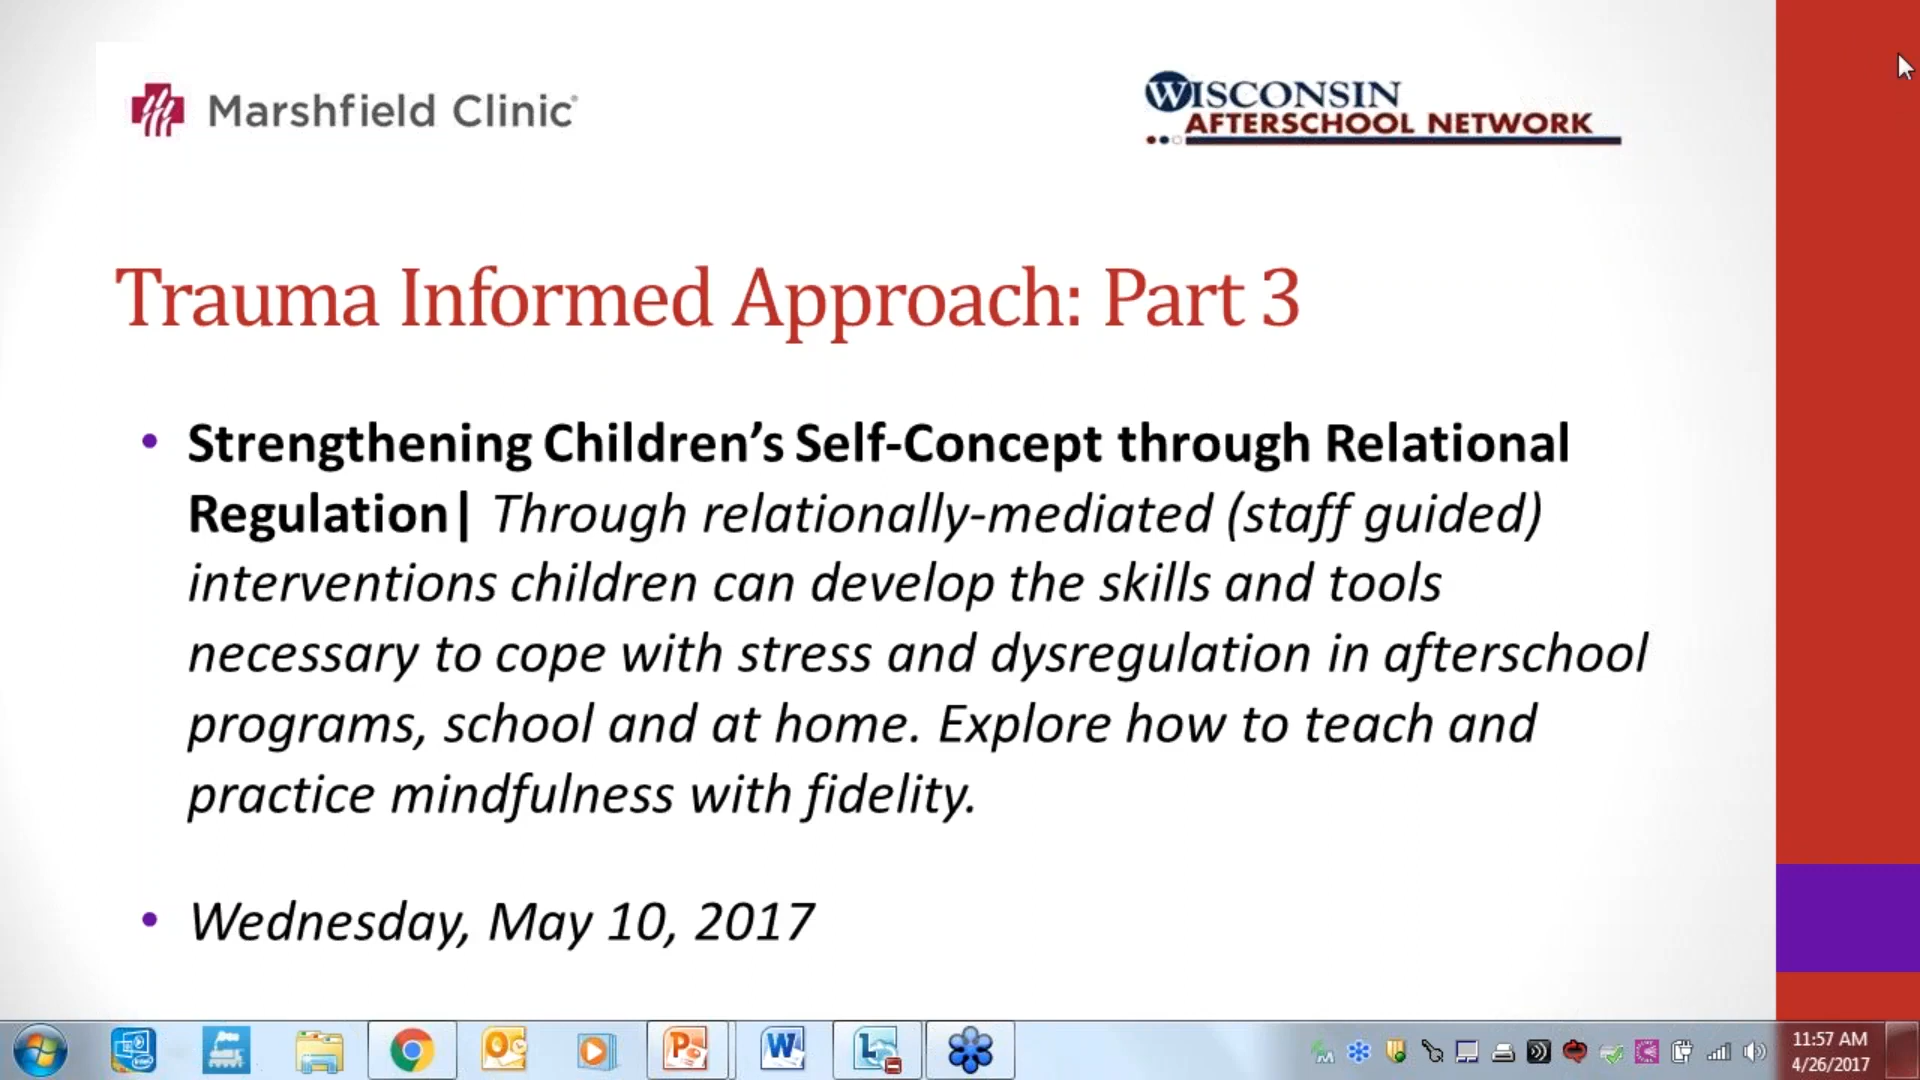 Marshfield Clinic®
WISCONSIN
AFTERSCHOOL NETWORK
Trauma Informed Approach: Part 3
• Strengthening Children’s Self-Concept through Relational
Regulation| Through relationally-mediated (staff guided)
interventions children can develop the skills and tools
necessary to cope with stress and dysregulation in afterschool
programs, school and at home. Explore how to teach and
practice mindfulness with fidelity.
• Wednesday, May 10, 2017
11:57 AM
4/26/2017